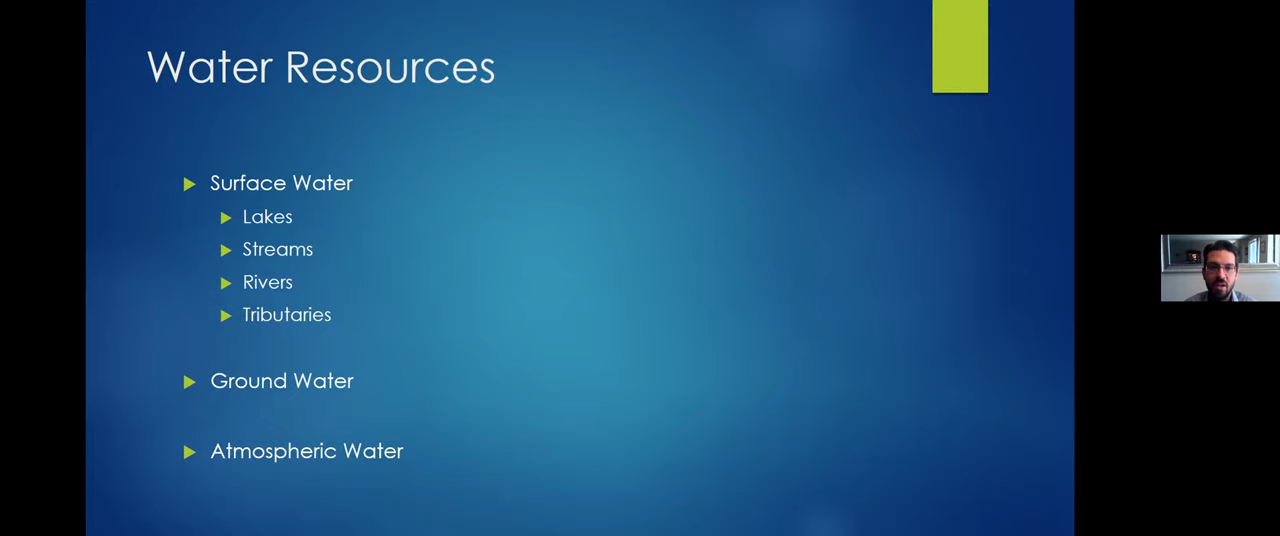 Water Resources
Surface Water
Lakes
Streams
Rivers
Tributaries
Ground Water
Atmospheric Water